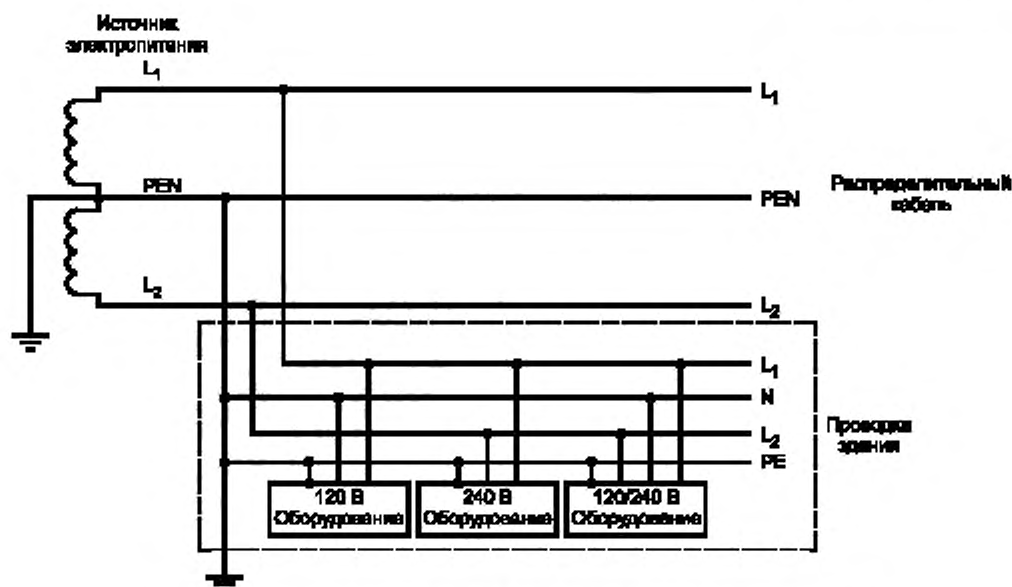 Источник
электропитания
L₁
L₁
PEN
PEN
Распределительный
кабель
L₂
L₂
L₁
N
L₂
PE
Проводка
здания
120 В
Оборудование
240 В
Оборудование
120/240 В
Оборудование